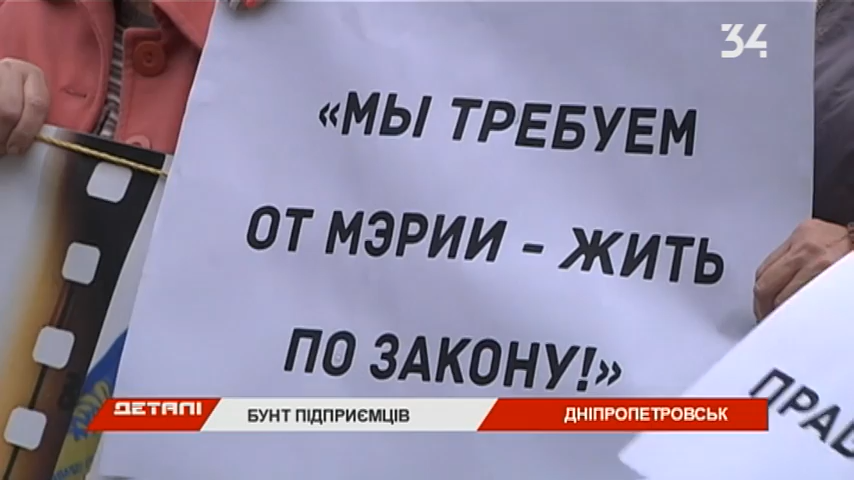 34
«МЫ ТРЕБУЕМ
ОТ МЭРИИ - ЖИТЬ
ПО ЗАКОНУ!»
ДЕТАЛІ
БУНТ ПІДПРИЄМЦІВ
ДНІПРОПЕТРОВСЬК